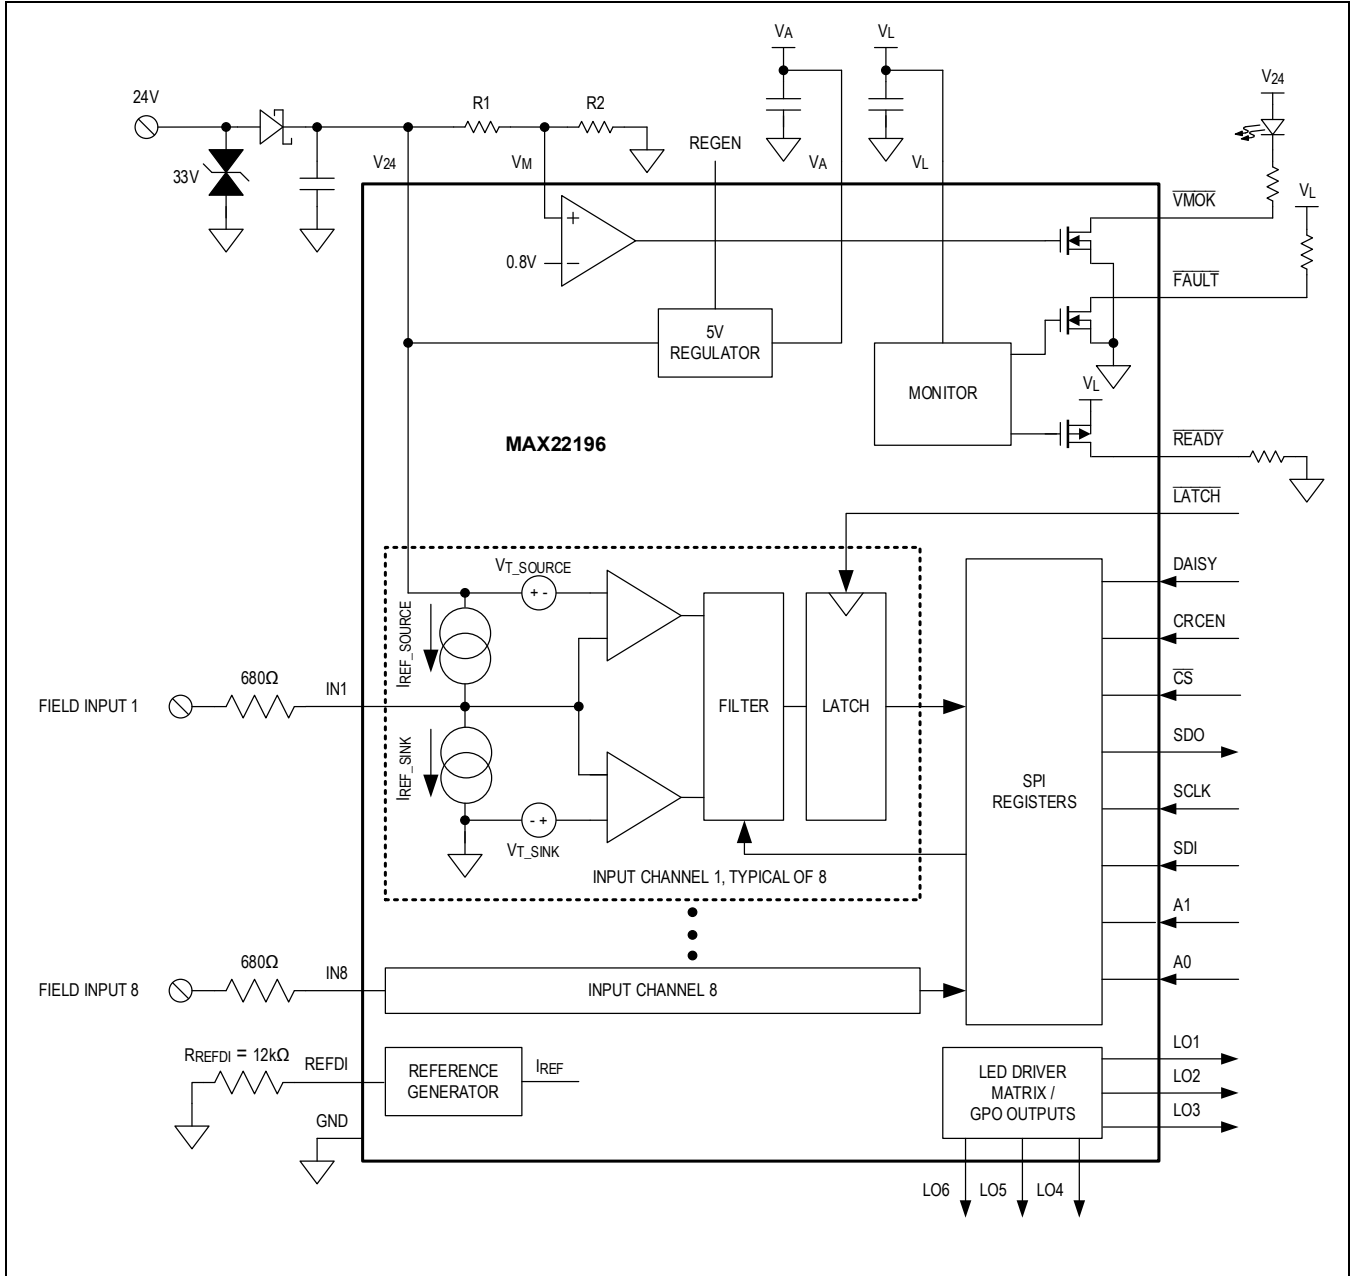 VA
VL
V24
24V
R1
R2
REGEN
33V
V24
VM
VA
VL
VMOK
VL
+
0.8V
−
FAULT
5V
REGULATOR
MONITOR
VL
MAX22196
READY
LATCH
VT_SOURCE
+ -
IREF_SOURCE
DAISY
CRCEN
680Ω
IN1
FIELD INPUT 1
FILTER
LATCH
CS
SDO
IREF_SINK
SPI
REGISTERS
SCLK
- +
VT_SINK
SDI
INPUT CHANNEL 1, TYPICAL OF 8
A1
680Ω
IN8
FIELD INPUT 8
INPUT CHANNEL 8
A0
RREFDI = 12kΩ
REFDI
REFERENCE
GENERATOR
IREF
GND
LED DRIVER
MATRIX /
GPO OUTPUTS
LO1
LO2
LO3
LO6
LO5
LO4